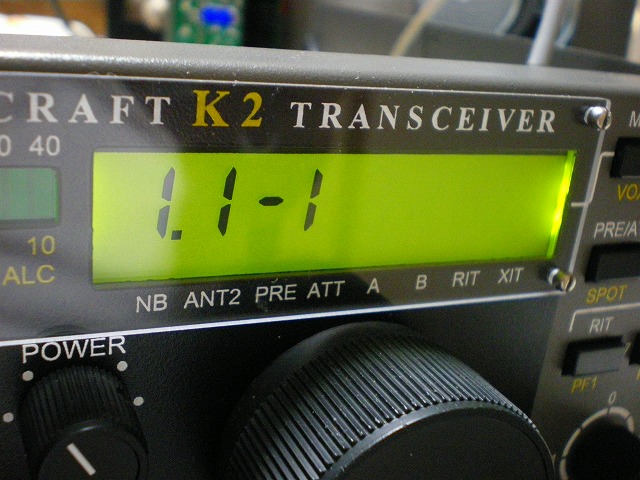 CRAFT K2 TRANSCEIVER
0 40
1.1-1
10
ALC
NB ANT2 PRE ATT A B RIT XIT
POWER
PRE/A
SPOT
RIT
PF1
0